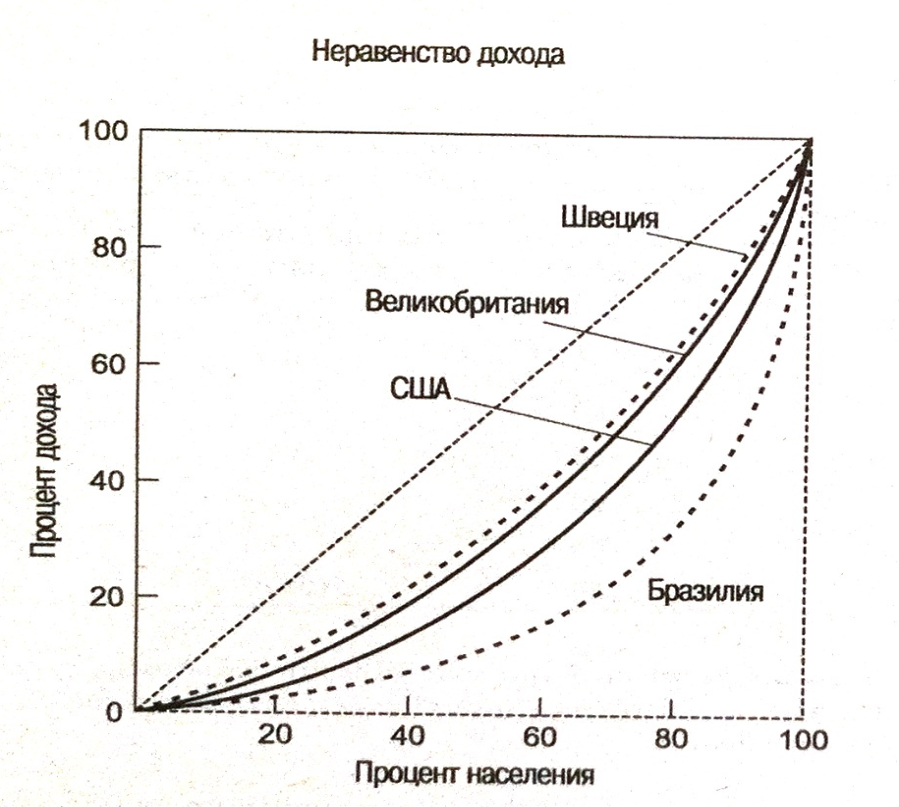 Неравенство дохода
100
80
60
40
20
0
Процент дохода
Швеция
Великобритания
США
Бразилия
20 40 60 80 100
Процент населения